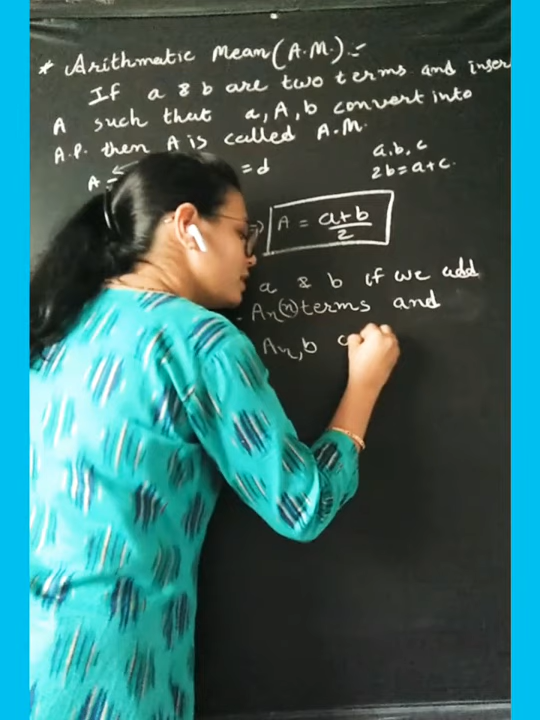 * Arithmatic Mean (A.M.) :-
If a & b are two terms and inser
A such that a, A, b convert into
A.P. then A is called A.M.
a, b, c
= d
2b = a + c.
A = a+b/2
a & b if we add
An (n) terms and
An, b